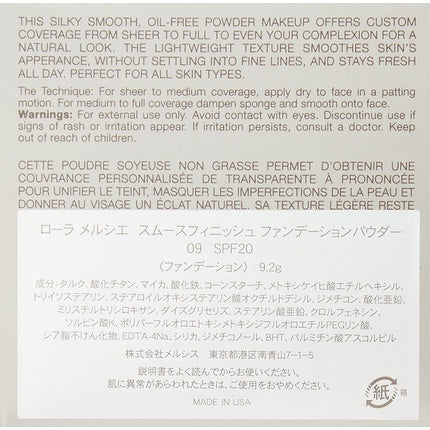 THIS SILKY SMOOTH, OIL-FREE POWDER MAKEUP OFFERS CUSTOM
COVERAGE FROM SHEER TO FULL TO EVEN YOUR COMPLEXION FOR A
NATURAL LOOK. THE LIGHTWEIGHT TEXTURE SMOOTHES SKIN'S
APPERANCE, WITHOUT SETTLING INTO FINE LINES, AND STAYS FRESH
ALL DAY. PERFECT FOR ALL SKIN TYPES.
The Technique: For sheer to medium coverage, apply dry to face in a patting
motion. For medium to full coverage dampen sponge and smooth onto face.
Warnings: For external use only. Avoid contact with eyes. Discontinue use if
signs of rash or irritation appear. If irritation persists, consult a doctor. Keep
out of reach of children.
CETTE POUDRE SOYEUSE NON GRASSE PERMET D'OBTENIR UNE
COUVRANCE PERSONNALISÉE DE TRANSPARENTE À PRONONCÉE
POUR UNIFIER LE TEINT, MASQUER LES IMPERFECTIONS DE LA PEAU ET
DONNER AU VISAGE UN ÉCLAT NATUREL. SA TEXTURE LÉGÈRE RESTE
ローラ メルシエ スムースフィニッシュ ファンデーションパウダー
09 SPF20
(ファンデーション) 9.2g
成分:タルク、酸化チタン、マイカ、酸化鉄、コーンスターチ、メトキシケイヒ酸エチルヘキシル、
トリイソステアリン、ステアロイルオキシステアリン酸オクチルドデシル、ジメチコン、酸化亜鉛、
ミリスチルトリシロキサン、ダイズグリセリズ、ステアリン酸亜鉛、クロルフェネシン、
ソルビン酸K、ポリパーフルオロエトキシメトキシジフルオロエチルPEGリン酸、
シア脂不けん化物、EDTA-4Na、シリカ、ジメチコノール、BHT、パルミチン酸アスコルビル
株式会社メルシス 東京都港区南青山7-1-5
説明をよく読んでからお使いください。
肌に異常があらわれたときは、ご使用をおやめください。
紙 箱
MADE IN USA